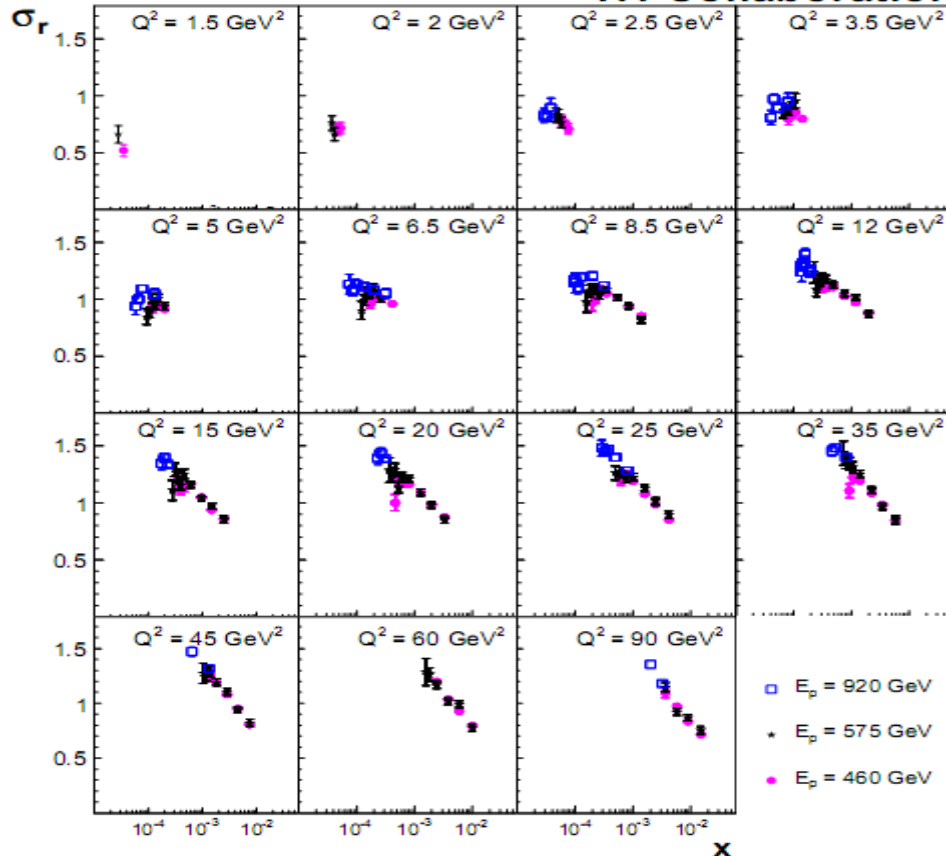 σ_r
Q² = 1.5 GeV²
Q² = 2 GeV²
Q² = 2.5 GeV²
Q² = 3.5 GeV²
1.5
1
0.5
Q² = 5 GeV²
Q² = 6.5 GeV²
Q² = 8.5 GeV²
Q² = 12 GeV²
1.5
1
0.5
Q² = 15 GeV²
Q² = 20 GeV²
Q² = 25 GeV²
Q² = 35 GeV²
1.5
1
0.5
Q² = 45 GeV²
Q² = 60 GeV²
Q² = 90 GeV²
1.5
1
0.5
E_p = 920 GeV
E_p = 575 GeV
E_p = 460 GeV
10⁻⁴ 10⁻³ 10⁻²
10⁻⁴ 10⁻³ 10⁻²
10⁻⁴ 10⁻³ 10⁻²
x